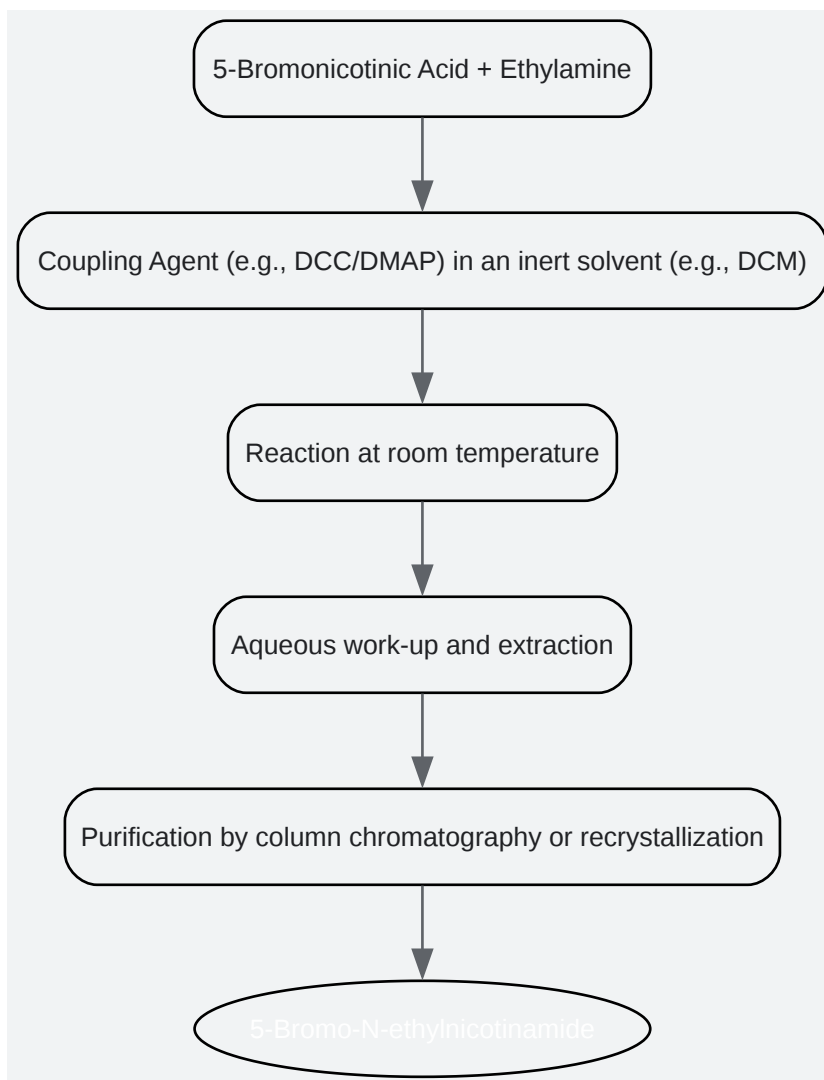 5-Bromonicotinic Acid + Ethylamine
Coupling Agent (e.g., DCC/DMAP) in an inert solvent (e.g., DCM)
Reaction at room temperature
Aqueous work-up and extraction
Purification by column chromatography or recrystallization
5-Bromo-N-ethylnicotinamide